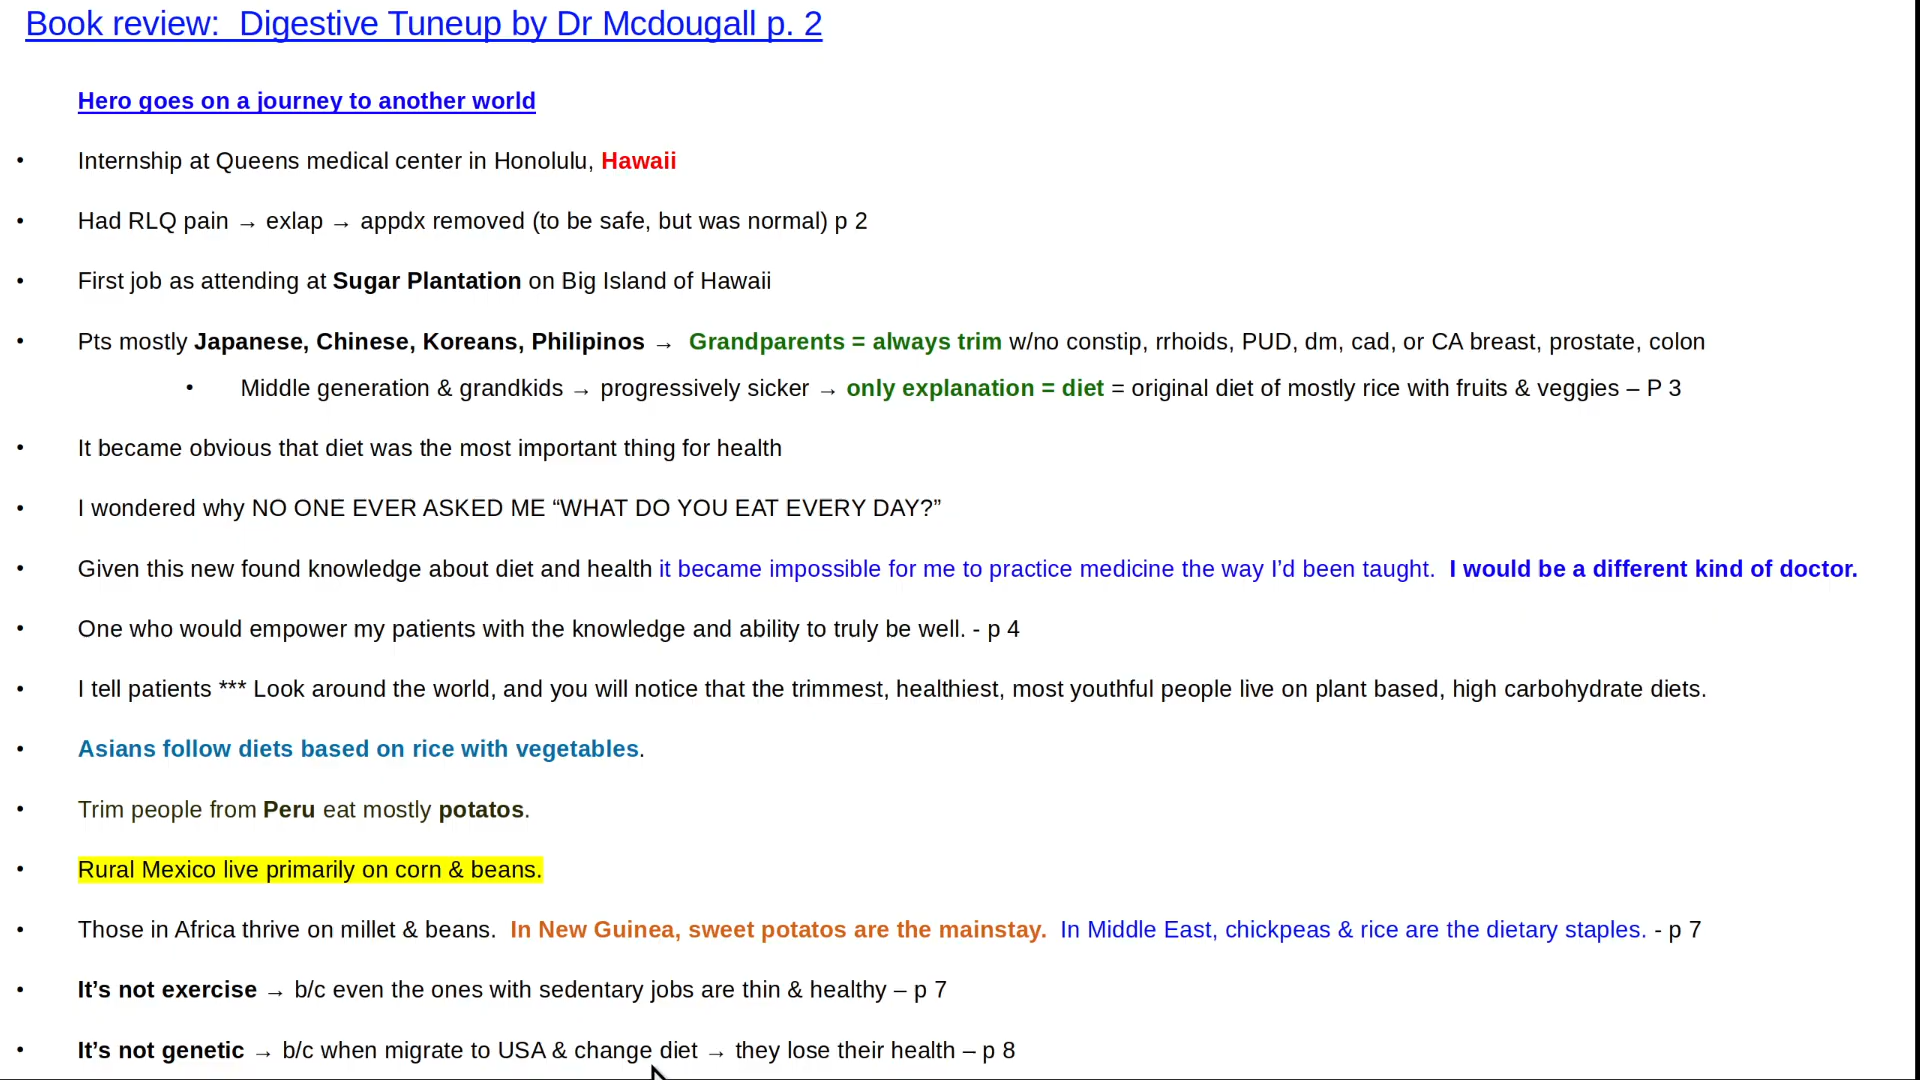 Book review:  Digestive Tuneup by Dr Mcdougall p. 2
Hero goes on a journey to another world
• Internship at Queens medical center in Honolulu, Hawaii
• Had RLQ pain → exlap → appdx removed (to be safe, but was normal) p 2
• First job as attending at Sugar Plantation on Big Island of Hawaii
• Pts mostly Japanese, Chinese, Koreans, Philipinos → Grandparents = always trim w/no constip, rrhoids, PUD, dm, cad, or CA breast, prostate, colon
• Middle generation & grandkids → progressively sicker → only explanation = diet = original diet of mostly rice with fruits & veggies – P 3
• It became obvious that diet was the most important thing for health
• I wondered why NO ONE EVER ASKED ME “WHAT DO YOU EAT EVERY DAY?”
• Given this new found knowledge about diet and health it became impossible for me to practice medicine the way I’d been taught.  I would be a different kind of doctor.
• One who would empower my patients with the knowledge and ability to truly be well. - p 4
• I tell patients *** Look around the world, and you will notice that the trimmest, healthiest, most youthful people live on plant based, high carbohydrate diets.
• Asians follow diets based on rice with vegetables.
• Trim people from Peru eat mostly potatos.
• Rural Mexico live primarily on corn & beans.
• Those in Africa thrive on millet & beans.  In New Guinea, sweet potatos are the mainstay.  In Middle East, chickpeas & rice are the dietary staples. - p 7
• It’s not exercise → b/c even the ones with sedentary jobs are thin & healthy – p 7
• It’s not genetic → b/c when migrate to USA & change diet → they lose their health – p 8